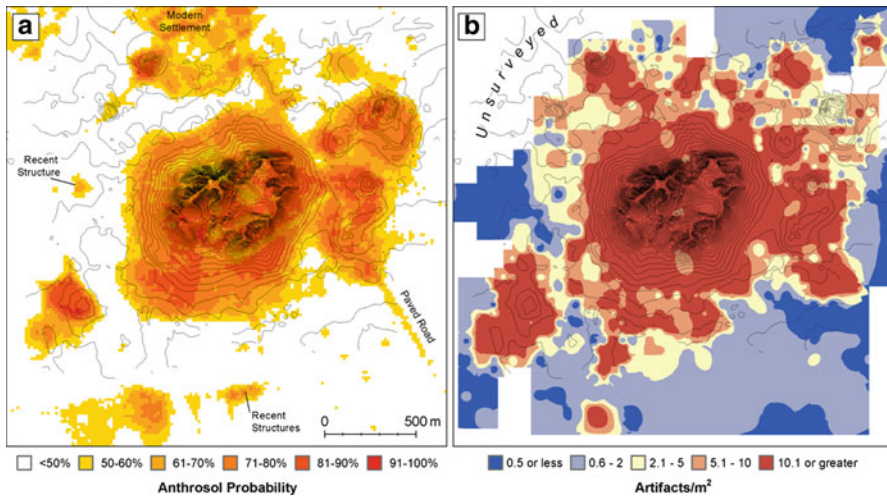 a
Modern
Settlement
Recent
Structure
Paved Road
Recent
Structures
0 500 m
<50% 50-60% 61-70% 71-80% 81-90% 91-100%
Anthrosol Probability
b
Unsurveyed
0.5 or less 0.6 - 2 2.1 - 5 5.1 - 10 10.1 or greater
Artifacts/m²